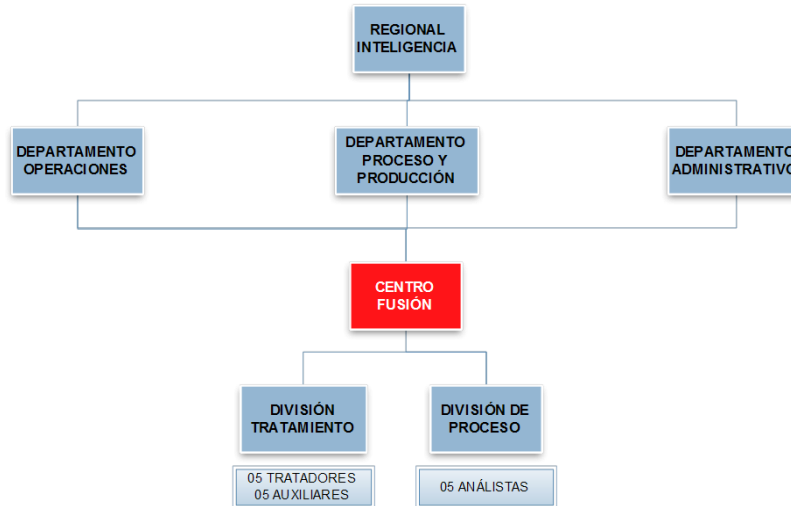 REGIONAL
INTELIGENCIA
DEPARTAMENTO
OPERACIONES
DEPARTAMENTO
PROCESO Y
PRODUCCIÓN
DEPARTAMENTO
ADMINISTRATIVO
CENTRO
FUSIÓN
DIVISIÓN
TRATAMIENTO
DIVISIÓN DE
PROCESO
05 TRATADORES
05 AUXILIARES
05 ANÁLISTAS